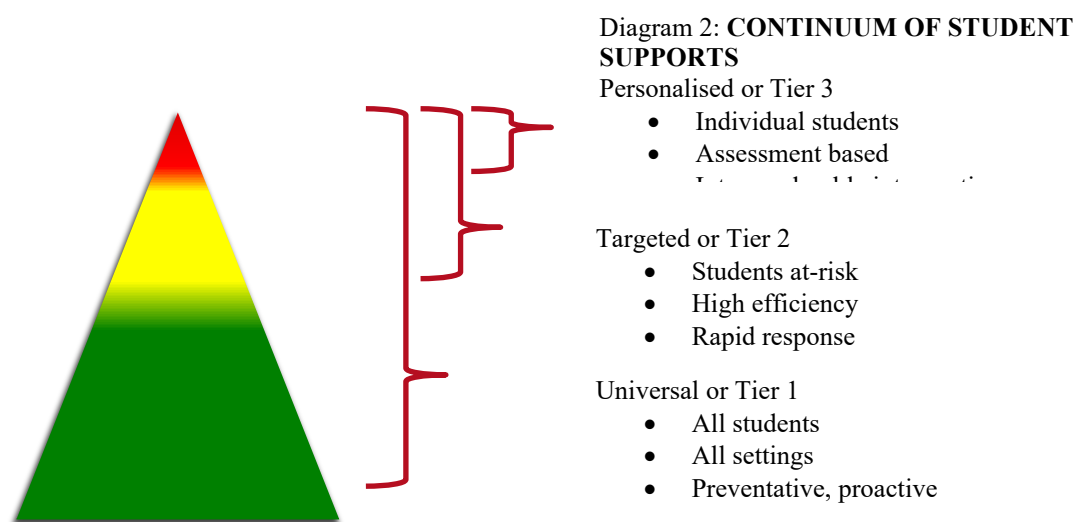 Diagram 2: CONTINUUM OF STUDENT
SUPPORTS
Personalised or Tier 3
• Individual students
• Assessment based
Targeted or Tier 2
• Students at-risk
• High efficiency
• Rapid response
Universal or Tier 1
• All students
• All settings
• Preventative, proactive